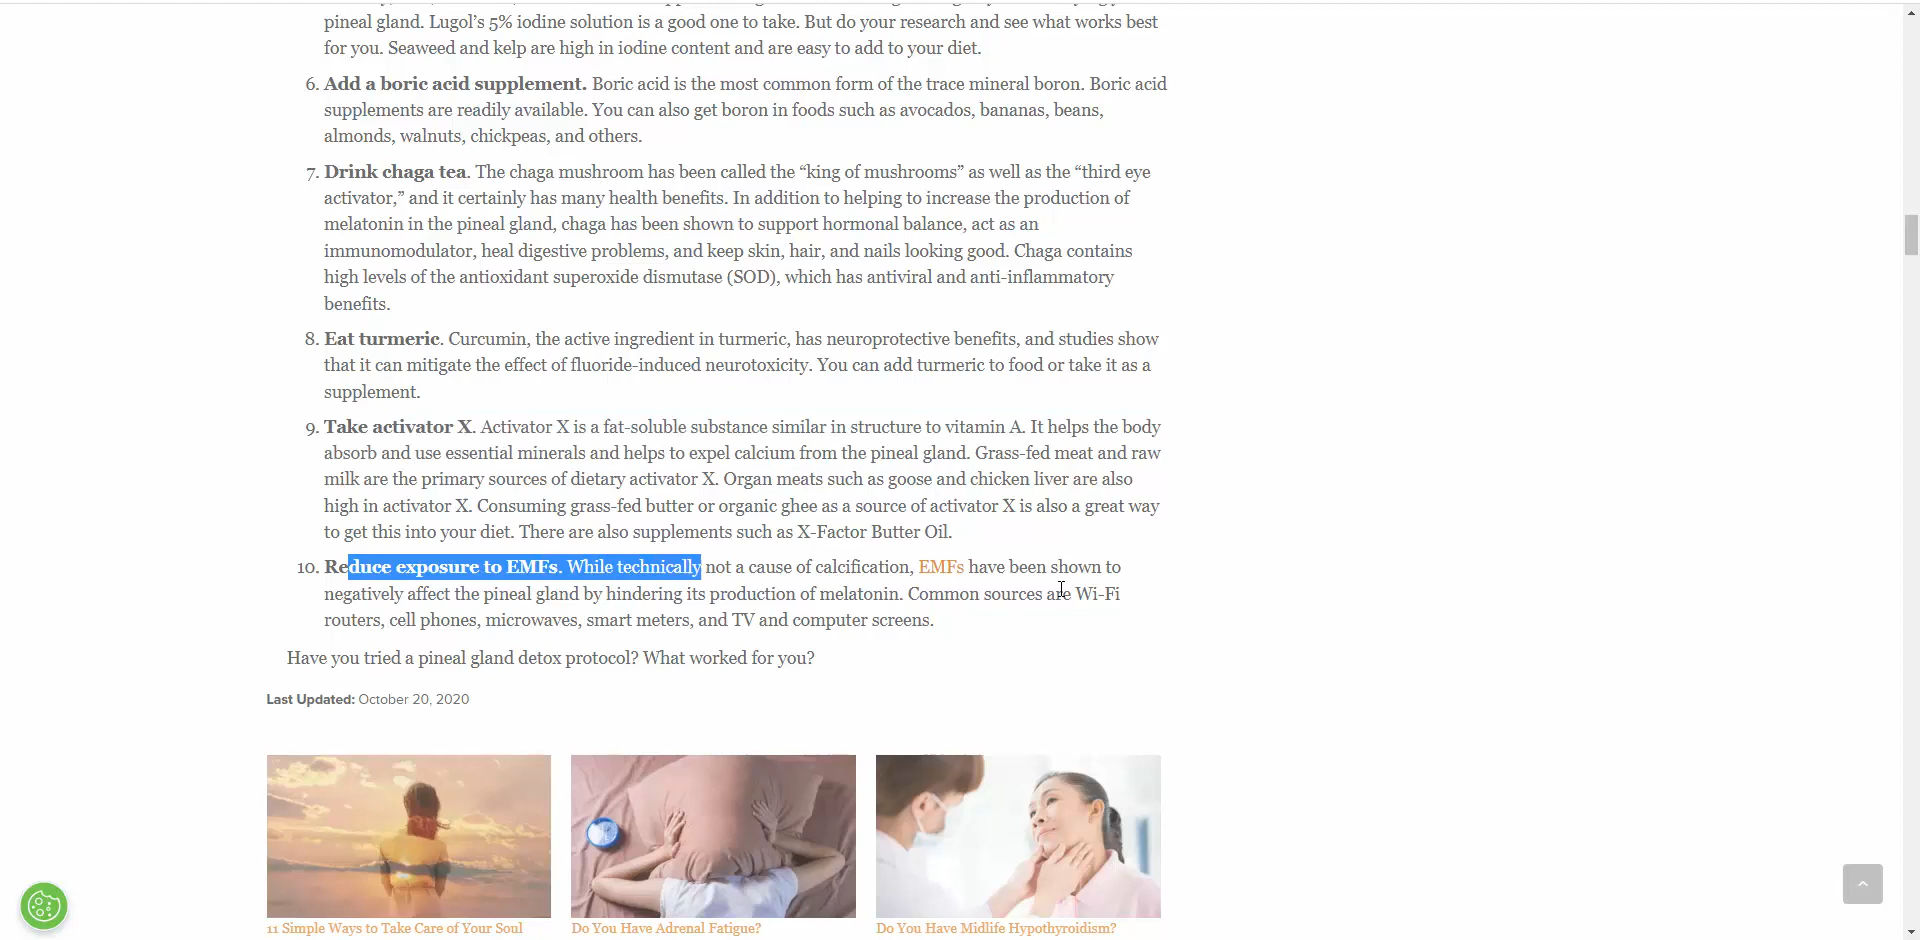 pineal gland. Lugol’s 5% iodine solution is a good one to take. But do your research and see what works best
for you. Seaweed and kelp are high in iodine content and are easy to add to your diet.
6. Add a boric acid supplement. Boric acid is the most common form of the trace mineral boron. Boric acid
supplements are readily available. You can also get boron in foods such as avocados, bananas, beans,
almonds, walnuts, chickpeas, and others.
7. Drink chaga tea. The chaga mushroom has been called the “king of mushrooms” as well as the “third eye
activator,” and it certainly has many health benefits. In addition to helping to increase the production of
melatonin in the pineal gland, chaga has been shown to support hormonal balance, act as an
immunomodulator, heal digestive problems, and keep skin, hair, and nails looking good. Chaga contains
high levels of the antioxidant superoxide dismutase (SOD), which has antiviral and anti-inflammatory
benefits.
8. Eat turmeric. Curcumin, the active ingredient in turmeric, has neuroprotective benefits, and studies show
that it can mitigate the effect of fluoride-induced neurotoxicity. You can add turmeric to food or take it as a
supplement.
9. Take activator X. Activator X is a fat-soluble substance similar in structure to vitamin A. It helps the body
absorb and use essential minerals and helps to expel calcium from the pineal gland. Grass-fed meat and raw
milk are the primary sources of dietary activator X. Organ meats such as goose and chicken liver are also
high in activator X. Consuming grass-fed butter or organic ghee as a source of activator X is also a great way
to get this into your diet. There are also supplements such as X-Factor Butter Oil.
10. Reduce exposure to EMFs. While technically not a cause of calcification, EMFs have been shown to
negatively affect the pineal gland by hindering its production of melatonin. Common sources are Wi-Fi
routers, cell phones, microwaves, smart meters, and TV and computer screens.
Have you tried a pineal gland detox protocol? What worked for you?
Last Updated: October 20, 2020
11 Simple Ways to Take Care of Your Soul
Do You Have Adrenal Fatigue?
Do You Have Midlife Hypothyroidism?